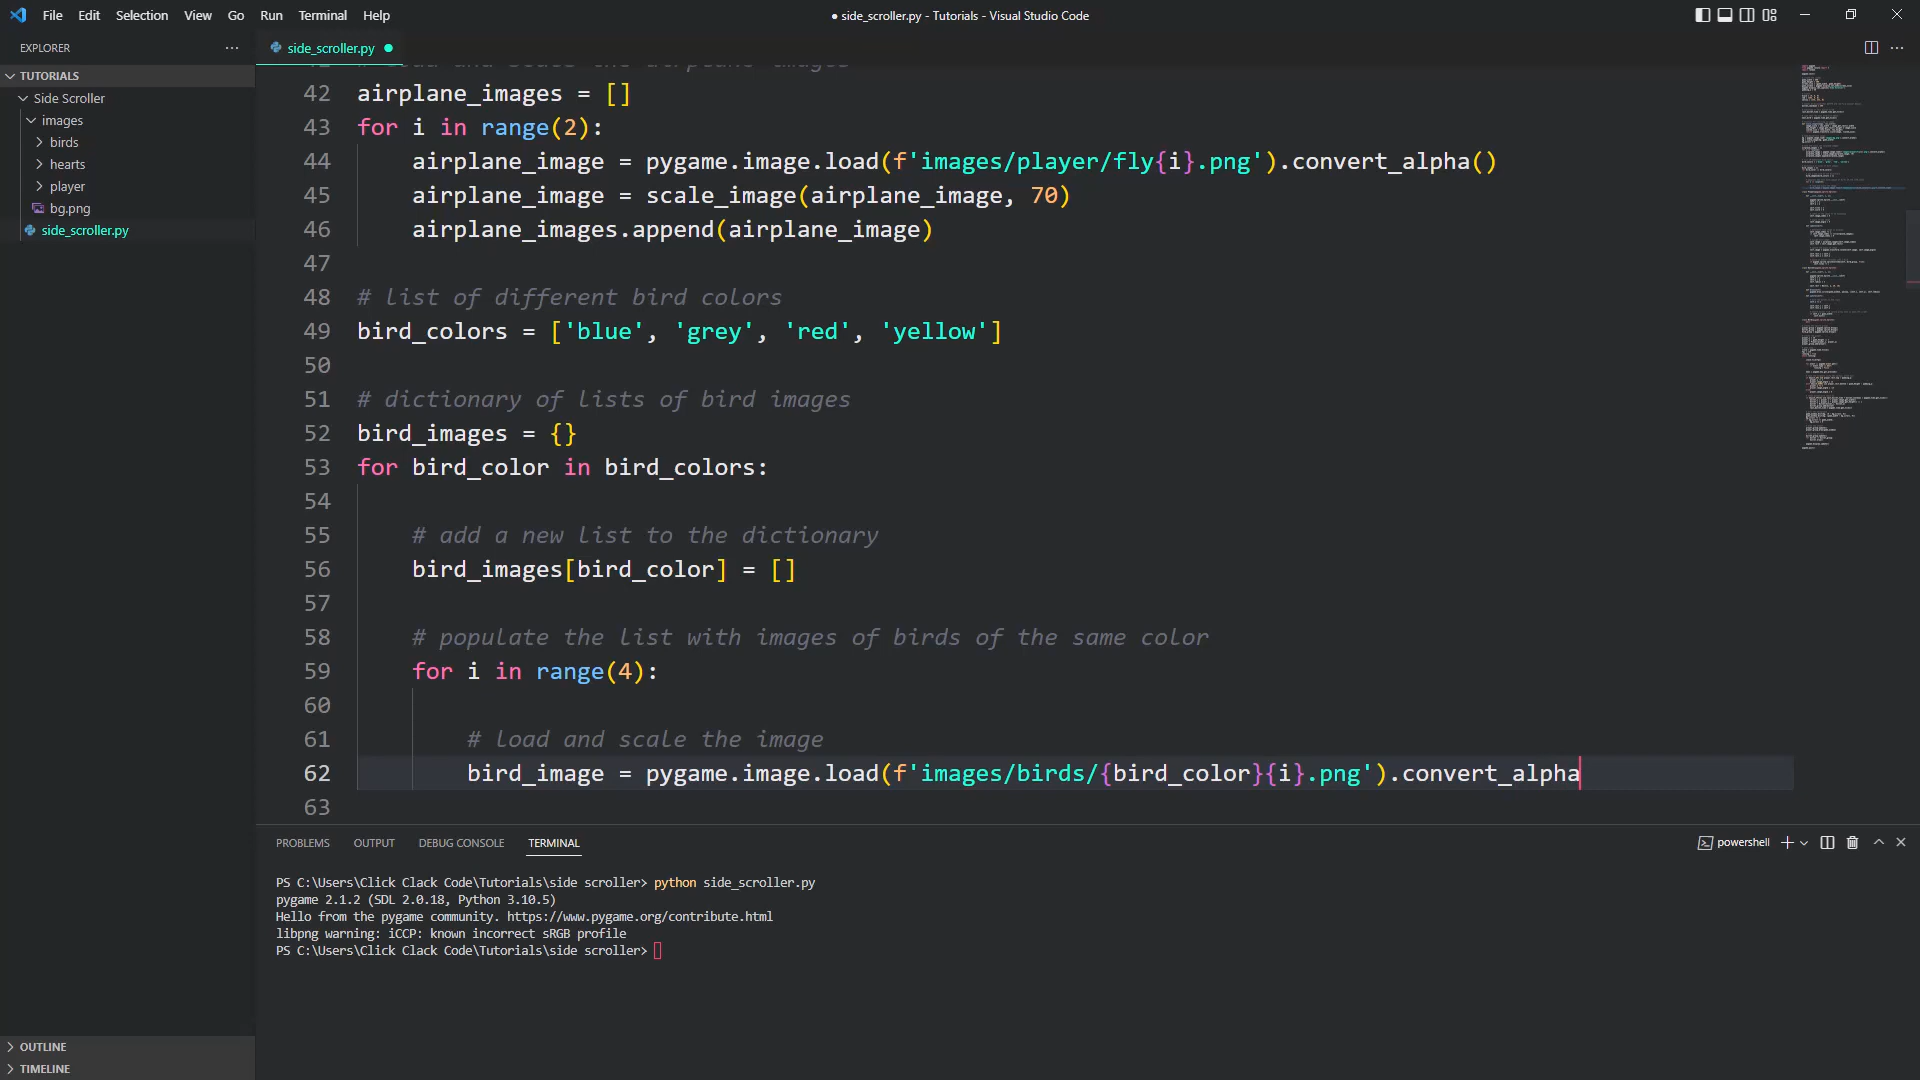 File Edit Selection View Go Run Terminal Help
● side_scroller.py - Tutorials - Visual Studio Code
EXPLORER
TUTORIALS
Side Scroller
images
birds
hearts
player
bg.png
side_scroller.py
side_scroller.py
42 airplane_images = []
43 for i in range(2):
44 airplane_image = pygame.image.load(f'images/player/fly{i}.png').convert_alpha()
45 airplane_image = scale_image(airplane_image, 70)
46 airplane_images.append(airplane_image)
47
48 # list of different bird colors
49 bird_colors = ['blue', 'grey', 'red', 'yellow']
50
51 # dictionary of lists of bird images
52 bird_images = {}
53 for bird_color in bird_colors:
54
55 # add a new list to the dictionary
56 bird_images[bird_color] = []
57
58 # populate the list with images of birds of the same color
59 for i in range(4):
60
61 # load and scale the image
62 bird_image = pygame.image.load(f'images/birds/{bird_color}{i}.png').convert_alpha
63
PROBLEMS OUTPUT DEBUG CONSOLE TERMINAL
powershell
PS C:\Users\Click Clack Code\Tutorials\side scroller> python side_scroller.py
pygame 2.1.2 (SDL 2.0.18, Python 3.10.5)
Hello from the pygame community. https://www.pygame.org/contribute.html
libpng warning: iCCP: known incorrect sRGB profile
PS C:\Users\Click Clack Code\Tutorials\side scroller>
OUTLINE
TIMELINE